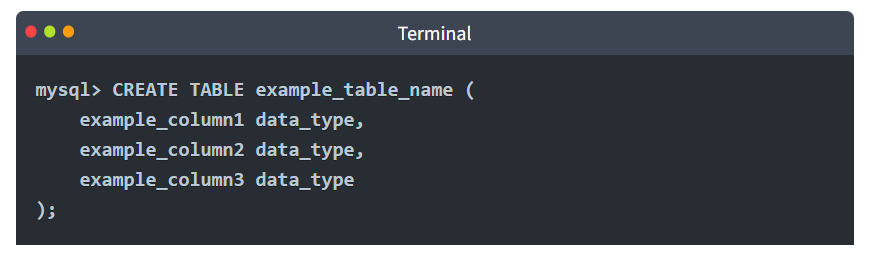 Terminal
mysql> CREATE TABLE example_table_name (
    example_column1 data_type,
    example_column2 data_type,
    example_column3 data_type
);